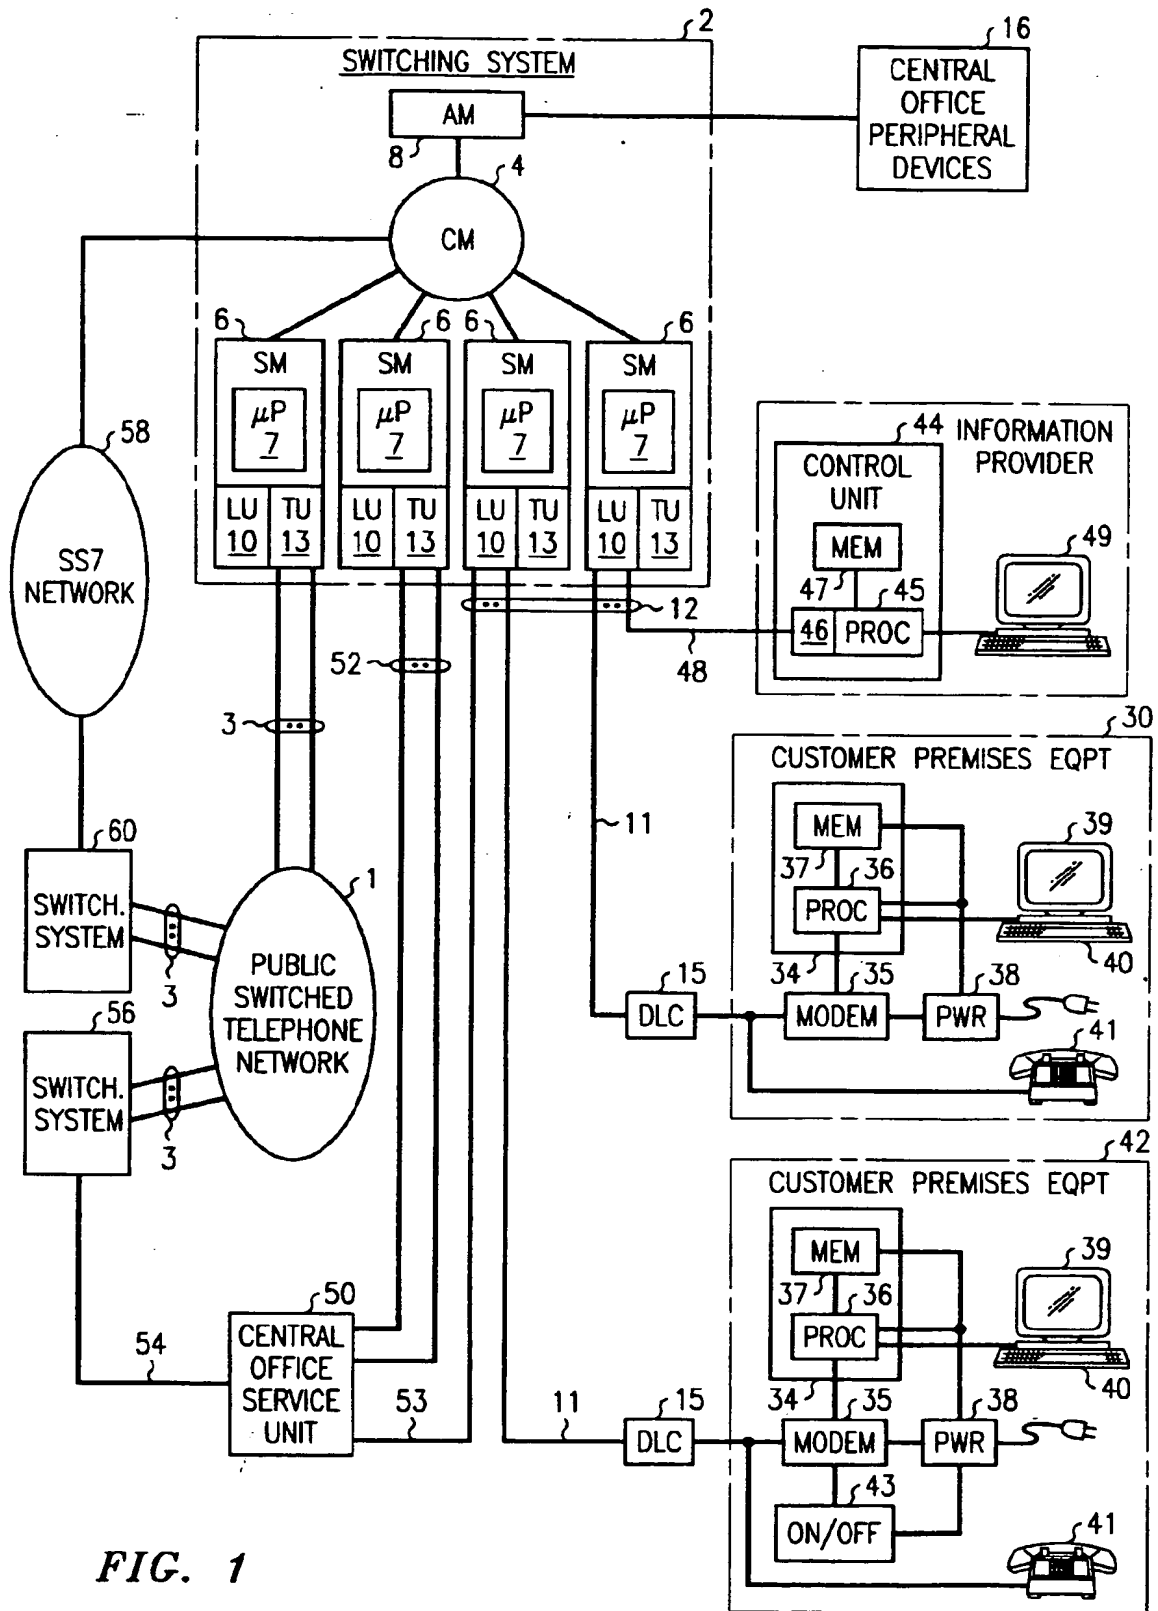 2
SWITCHING SYSTEM
16
CENTRAL
OFFICE
PERIPHERAL
DEVICES
AM
8
4
CM
6
6
6
6
SM
SM
SM
SM
μP
7
μP
7
μP
7
μP
7
LU
10
TU
13
LU
10
TU
13
LU
10
TU
13
LU
10
TU
13
58
SS7
NETWORK
44
INFORMATION
PROVIDER
CONTROL
UNIT
MEM
47
45
46
PROC
49
12
48
52
3
11
30
CUSTOMER PREMISES EQPT
MEM
37
36
PROC
39
40
34
35
38
15
DLC
MODEM
PWR
41
60
SWITCH.
SYSTEM
3
1
PUBLIC
SWITCHED
TELEPHONE
NETWORK
56
SWITCH.
SYSTEM
3
42
CUSTOMER PREMISES EQPT
MEM
37
36
PROC
39
40
34
35
38
15
DLC
MODEM
PWR
43
ON/OFF
41
50
CENTRAL
OFFICE
SERVICE
UNIT
54
53
11
FIG. 1